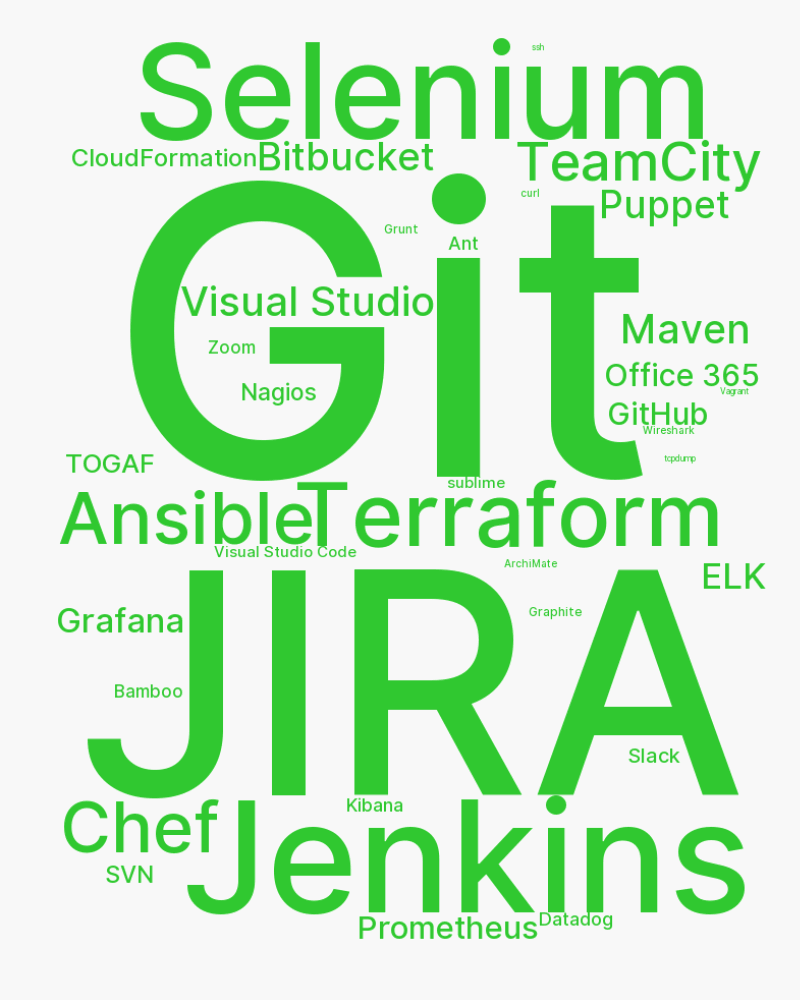 Selenium
ssh
CloudFormation
Bitbucket
TeamCity
curl
Puppet
Git
Grunt
Ant
Visual Studio
Maven
Zoom
Office 365
Vagrant
Nagios
GitHub
Wireshark
tcpdump
TOGAF
sublime
Ansible
Terraform
Visual Studio Code
ArchiMate
ELK
JIRA
Graphite
Grafana
Bamboo
Slack
Kibana
Chef
Jenkins
SVN
Prometheus
Datadog